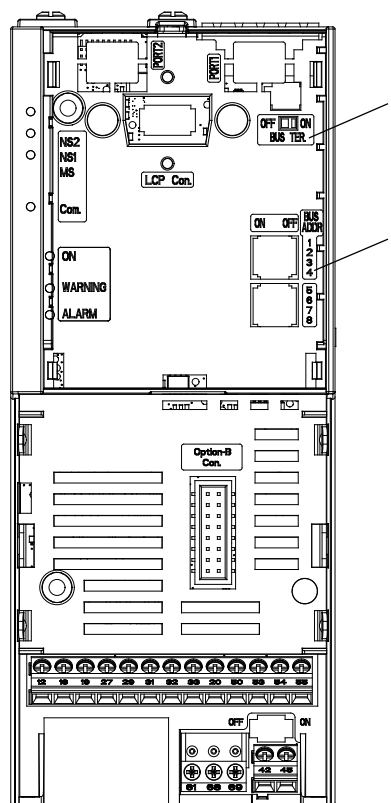 PORT2
PORT1
OFF ON
BUS TER.
NS2
NS1
MS
Com.
LCP Con.
ON OFF
BUS
ADDR
1
2
3
4
5
6
7
8
ON
WARNING
ALARM
Option-B
Con.
12 18 19 27 29 31 32 33 20 50 53 54 55
OFF ON
61 68 69
42 45